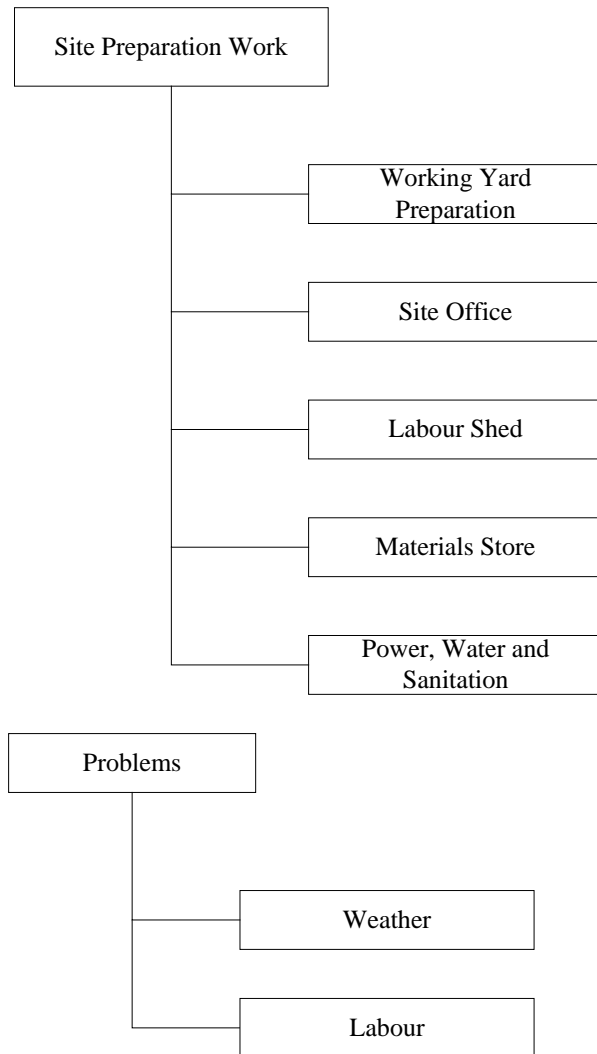 Site Preparation Work
Working Yard
Preparation
Site Office
Labour Shed
Materials Store
Power, Water and
Sanitation
Problems
Weather
Labour